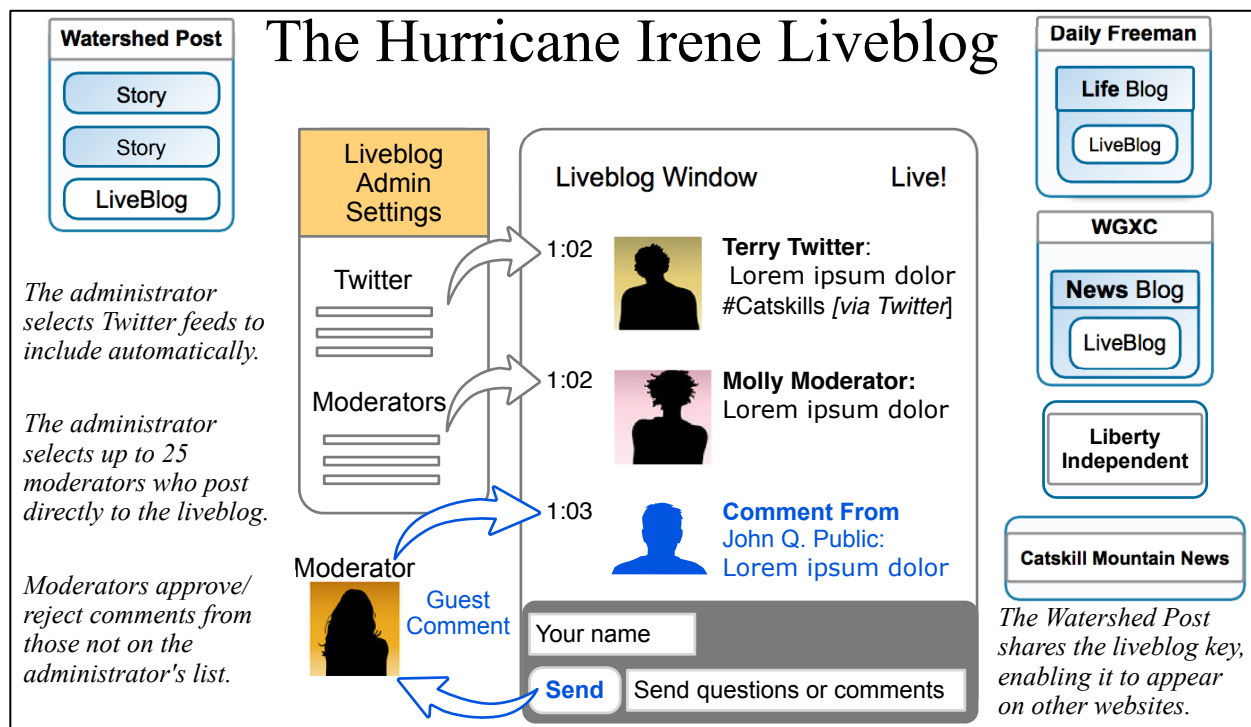 The Hurricane Irene Liveblog
Watershed Post
Story
Story
LiveBlog
The administrator
selects Twitter feeds to
include automatically.
The administrator
selects up to 25
moderators who post
directly to the liveblog.
Moderators approve/
reject comments from
those not on the
administrator's list.
Liveblog
Admin
Settings
Twitter
Moderators
Moderator
Guest
Comment
Liveblog Window Live!
1:02
Terry Twitter:
Lorem ipsum dolor
#Catskills [via Twitter]
1:02
Molly Moderator:
Lorem ipsum dolor
1:03
Comment From
John Q. Public:
Lorem ipsum dolor
Your name
Send
Send questions or comments
Daily Freeman
Life Blog
LiveBlog
WGXC
News Blog
LiveBlog
Liberty
Independent
Catskill Mountain News
The Watershed Post
shares the liveblog key,
enabling it to appear
on other websites.